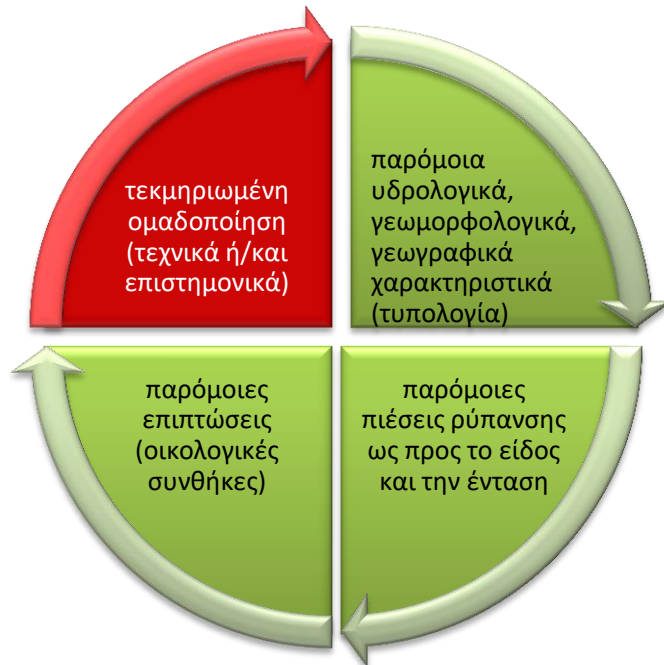 τεκμηριωμένη
ομαδοποίηση
(τεχνικά ή/και
επιστημονικά)
παρόμοια
υδρολογικά,
γεωμορφολογικά,
γεωγραφικά
χαρακτηριστικά
(τυπολογία)
παρόμοιες
επιπτώσεις
(οικολογικές
συνθήκες)
παρόμοιες
πιέσεις ρύπανσης
ως προς το είδος
και την ένταση